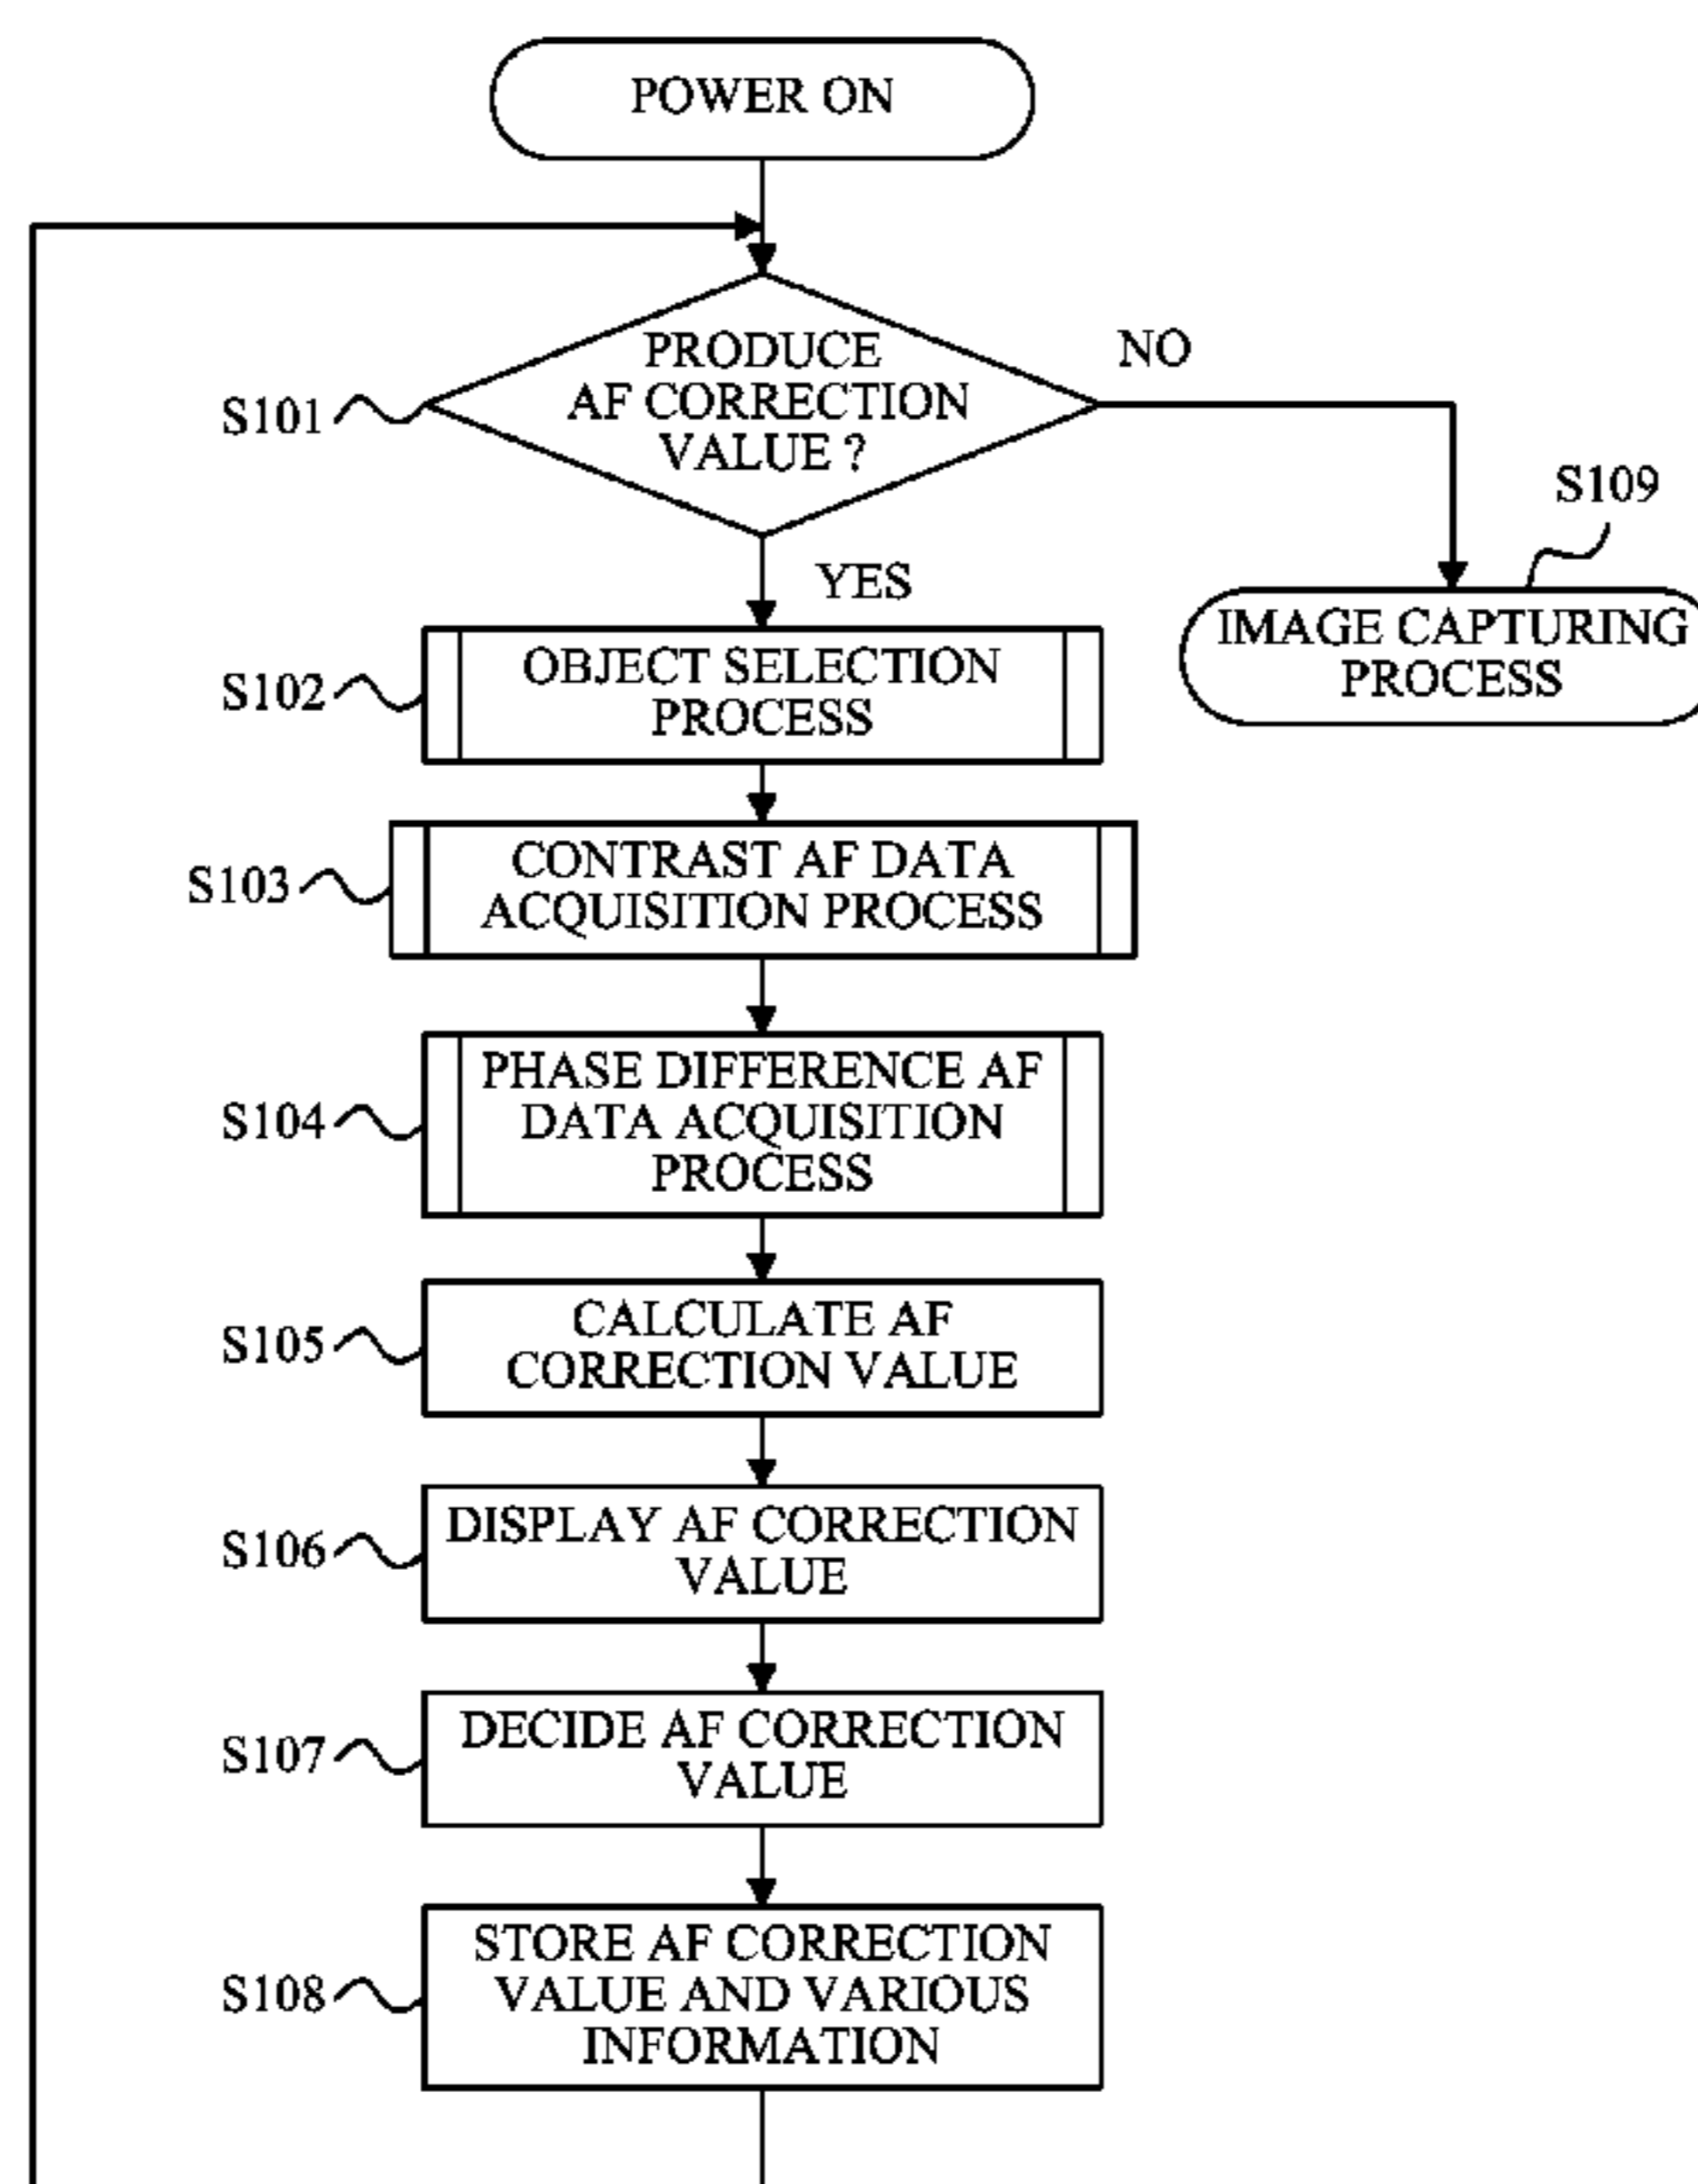 POWER ON
PRODUCE
AF CORRECTION
VALUE ?
NO
S101
S109
YES
IMAGE CAPTURING
PROCESS
OBJECT SELECTION
PROCESS
S102
CONTRAST AF DATA
ACQUISITION PROCESS
S103
PHASE DIFFERENCE AF
DATA ACQUISITION
PROCESS
S104
CALCULATE AF
CORRECTION VALUE
S105
DISPLAY AF CORRECTION
VALUE
S106
DECIDE AF CORRECTION
VALUE
S107
STORE AF CORRECTION
VALUE AND VARIOUS
INFORMATION
S108